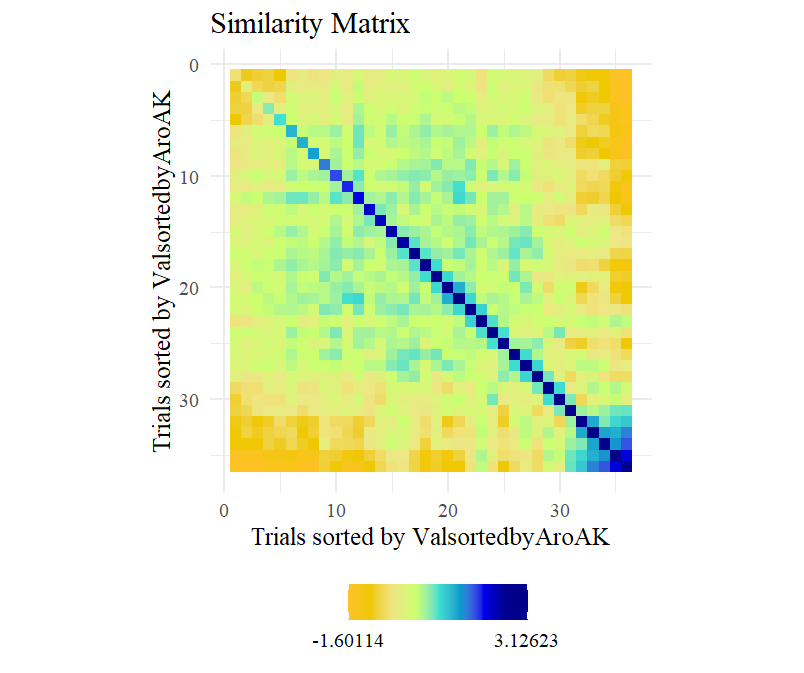 Similarity Matrix
0
10
20
30
Trials sorted by ValsortedbyAroAK
0 10 20 30
Trials sorted by ValsortedbyAroAK
-1.60114 3.12623